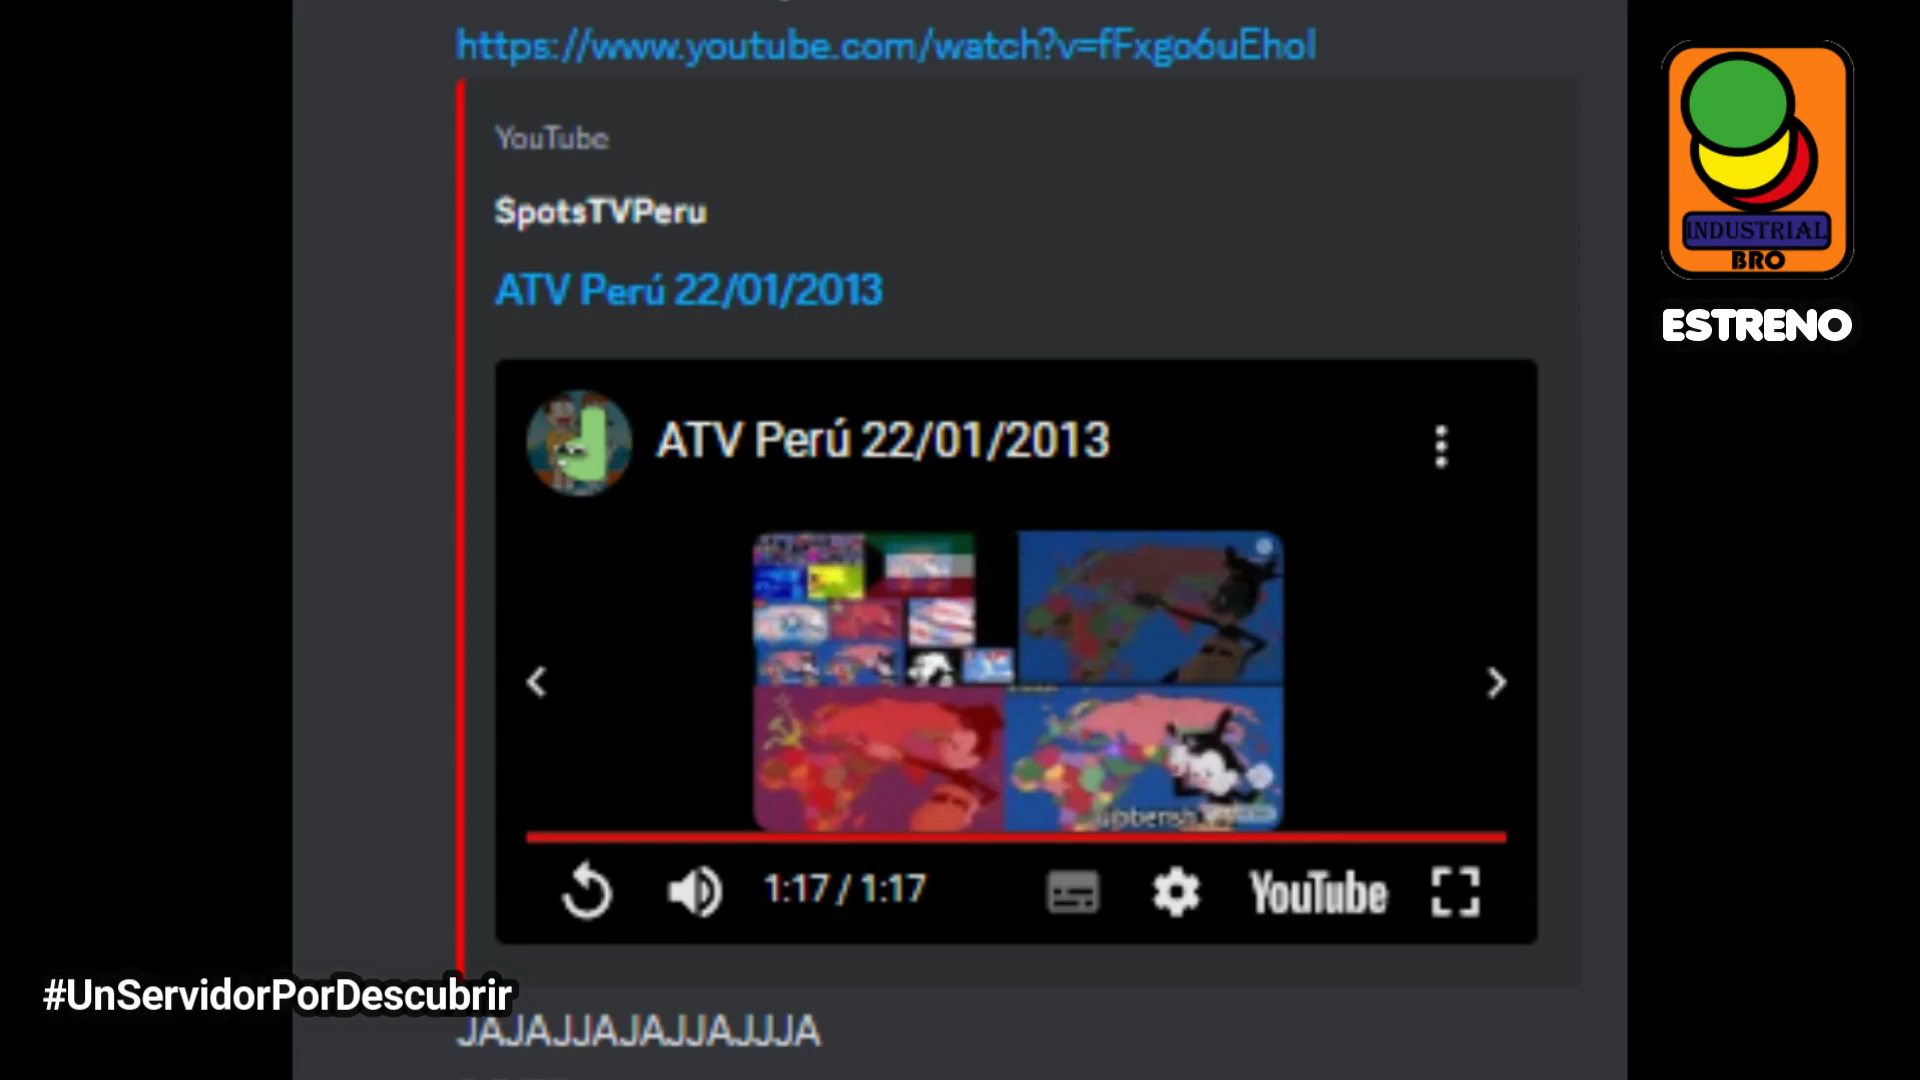 https://www.youtube.com/watch?v=fFxgo6uEhoI
YouTube
SpotsTVPeru
ATV Perú 22/01/2013
ATV Perú 22/01/2013
1:17 / 1:17
YouTube
JAJAJJAJAJJAJJJA
#UnServidorPorDescubrir
INDUSTRIAL
BRO
ESTRENO